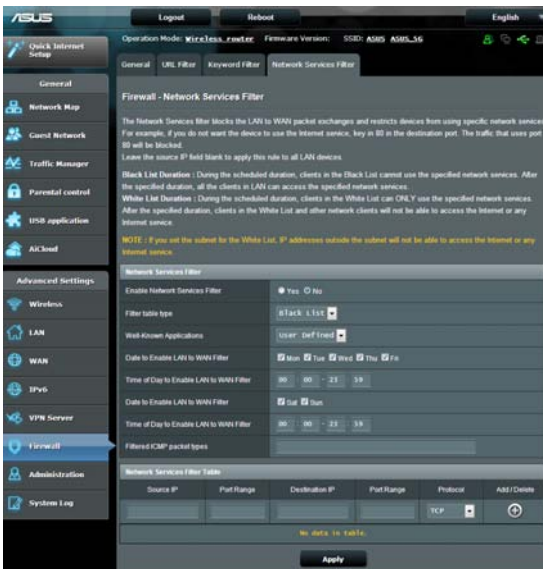 ASUS
Logout
Reboot
English
Quick Internet Setup
Operation Mode: Wireless router Firmware Version: SSID: ASUS ASUS_5G
General
URL Filter
Keyword Filter
Network Services Filter
General
Network Map
Guest Network
Traffic Manager
Parental control
USB application
AiCloud
Advanced Settings
Wireless
LAN
WAN
IPv6
VPN Server
Firewall
Administration
System Log
Firewall - Network Services Filter
The Network Services filter blocks the LAN to WAN packet exchanges and restricts devices from using specific network services.
For example, if you do not want the device to use the Internet service, key in 80 in the destination port. The traffic that uses port
80 will be blocked.
Leave the source IP field blank to apply this rule to all LAN devices.
Black List Duration : During the scheduled duration, clients in the Black List cannot use the specified network services. After
the specified duration, all the clients in LAN can access the specified network services.
White List Duration : During the scheduled duration, clients in the White List can ONLY use the specified network services.
After the specified duration, clients in the White List and other network clients will not be able to access the Internet or any
Internet service.
NOTE : If you set the subnet for the White List, IP addresses outside the subnet will not be able to access the Internet or any
Internet service.
Network Services Filter
Enable Network Services Filter
Yes No
Filter table type
Black List
Well-Known Applications
User Defined
Date to Enable LAN to WAN Filter
Mon Tue Wed Thu Fri
Time of Day to Enable LAN to WAN Filter
00 00 - 23 59
Date to Enable LAN to WAN Filter
Sat Sun
Time of Day to Enable LAN to WAN Filter
00 00 - 23 59
Filtered ICMP packet types
Network Services Filter Table
Source IP
Port Range
Destination IP
Port Range
Protocol
Add / Delete
TCP
No data in table.
Apply